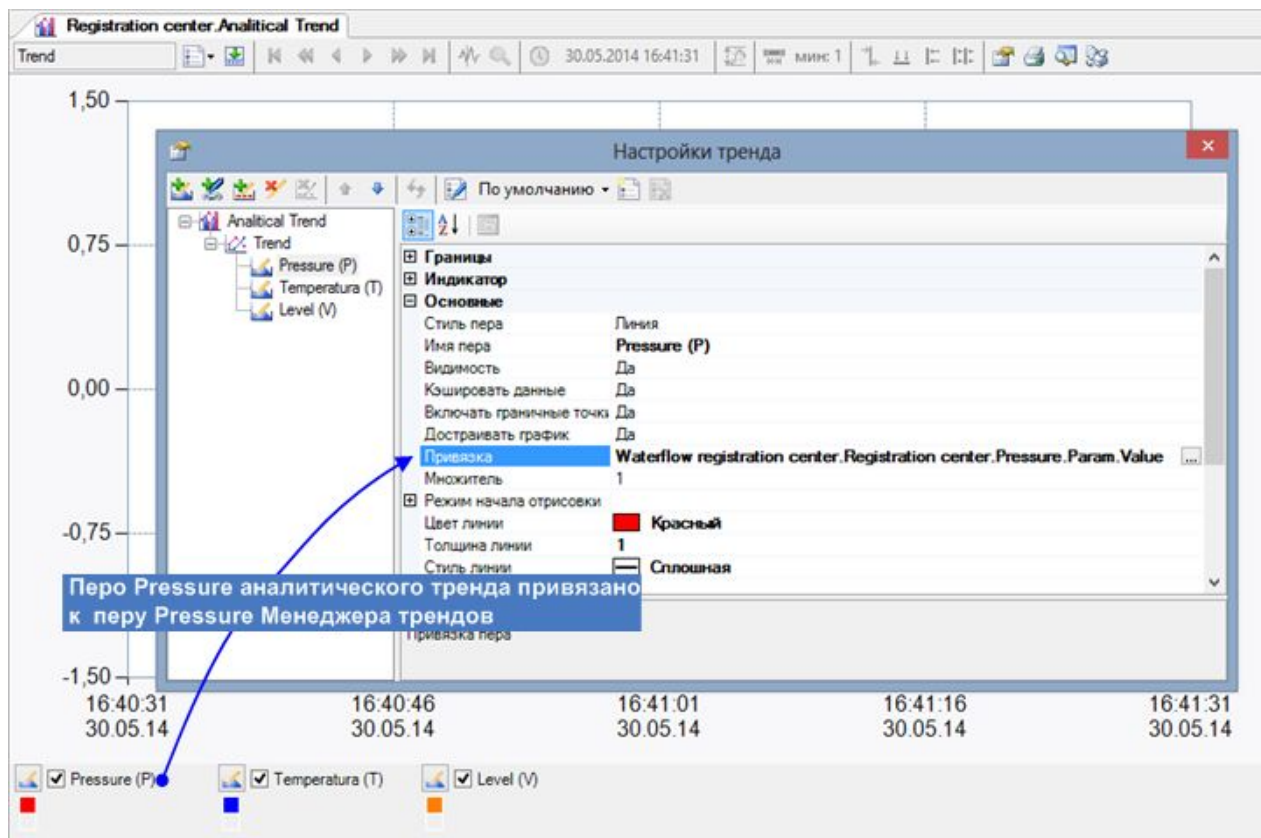 Registration center.Analitical Trend
Trend 30.05.2014 16:41:31 мин: 1
1,50
0,75
0,00
-0,75
-1,50
Настройки тренда
По умолчанию
Analitical Trend
Trend
Pressure (P)
Temperatura (T)
Level (V)
Границы
Индикатор
Основные
Стиль пера Линия
Имя пера Pressure (P)
Видимость Да
Кэшировать данные Да
Включать граничные точки Да
Достраивать график Да
Привязка Waterflow registration center.Registration center.Pressure.Param.Value ...
Множитель 1
Режим начала отрисовки
Цвет линии Красный
Толщина линии 1
Стиль линии Сплошная
Перо Pressure аналитического тренда привязано
к перу Pressure Менеджера трендов
Привязка пера
16:40:31 16:40:46 16:41:01 16:41:16 16:41:31
30.05.14 30.05.14 30.05.14 30.05.14 30.05.14
Pressure (P) Temperatura (T) Level (V)